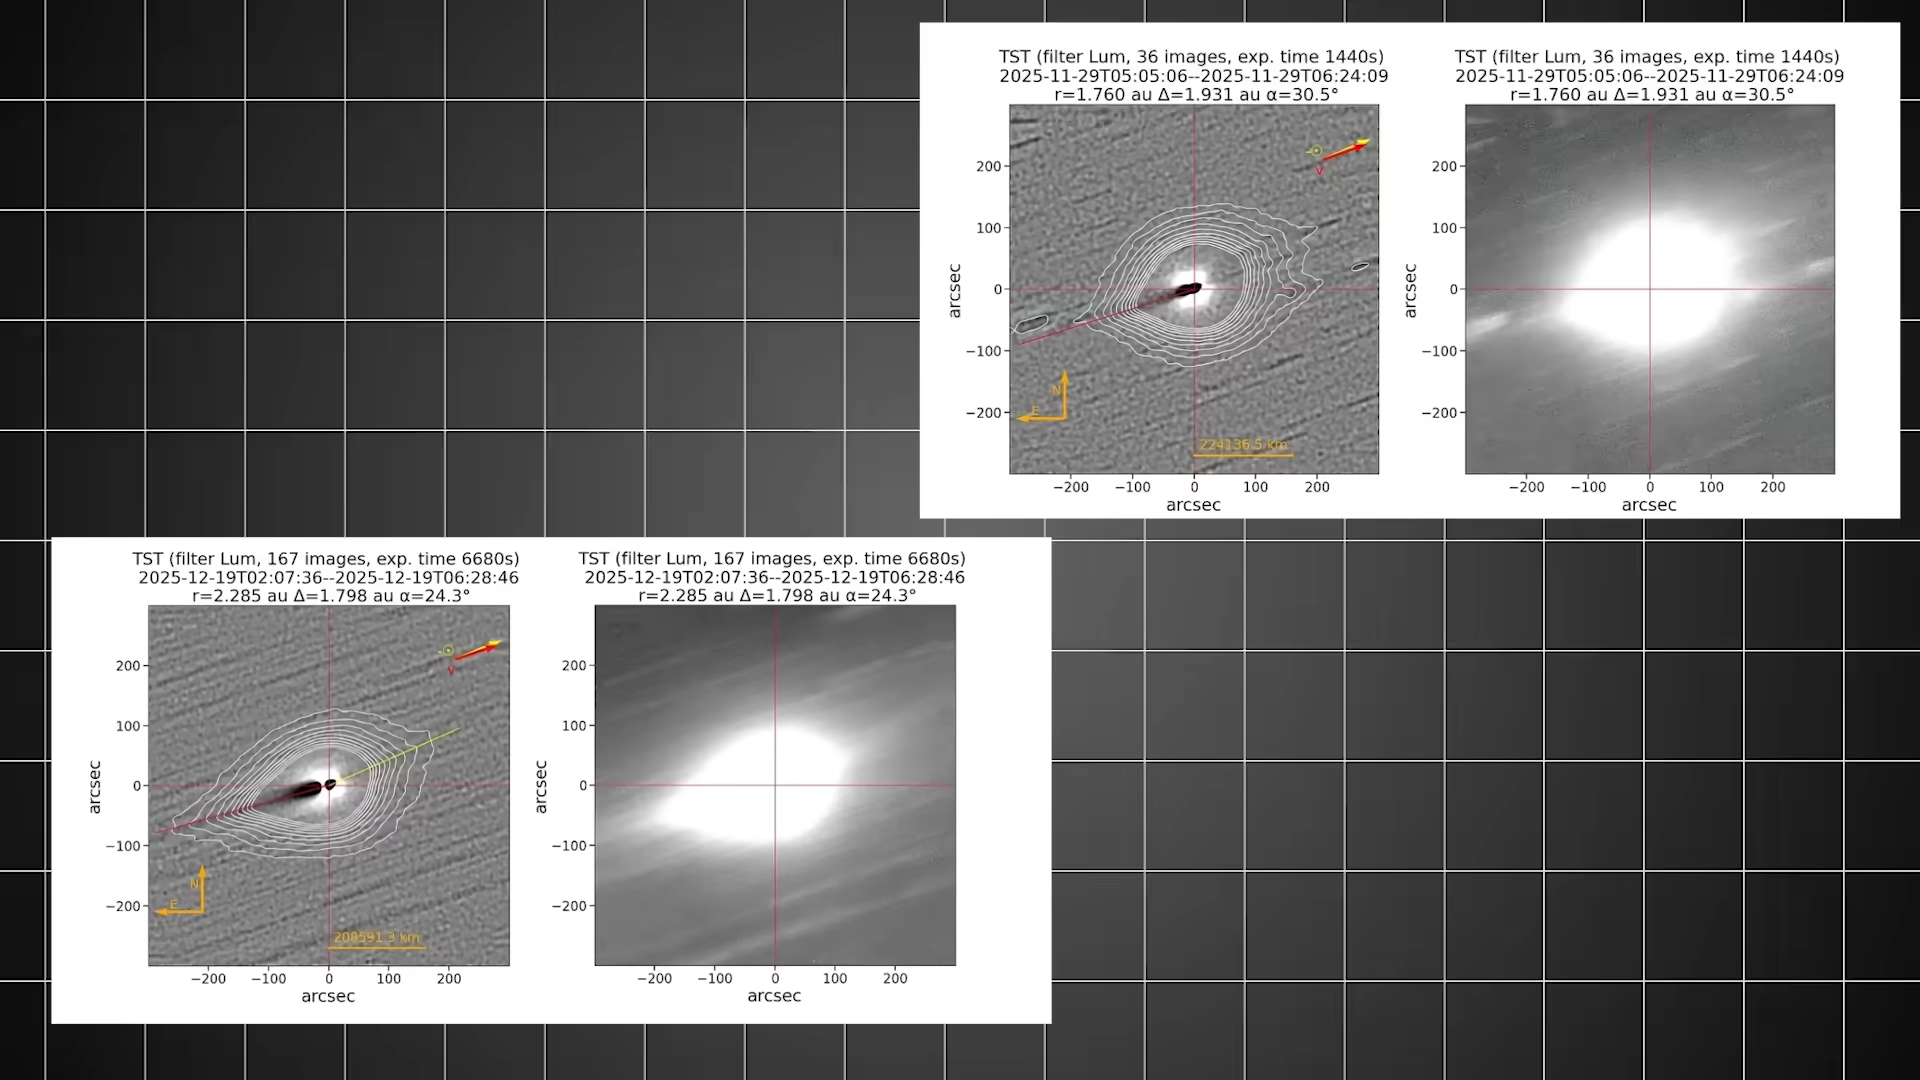 TST (filter Lum, 36 images, exp. time 1440s)
2025-11-29T05:05:06--2025-11-29T06:24:09
r=1.760 au Δ=1.931 au α=30.5°
200
100
0
−100
−200
arcsec
V
N
E
224136.5 km
−200 −100 0 100 200
arcsec
TST (filter Lum, 36 images, exp. time 1440s)
2025-11-29T05:05:06--2025-11-29T06:24:09
r=1.760 au Δ=1.931 au α=30.5°
200
100
0
−100
−200
arcsec
−200 −100 0 100 200
arcsec
TST (filter Lum, 167 images, exp. time 6680s)
2025-12-19T02:07:36--2025-12-19T06:28:46
r=2.285 au Δ=1.798 au α=24.3°
200
100
0
−100
−200
arcsec
V
N
E
208591.3 km
−200 −100 0 100 200
arcsec
TST (filter Lum, 167 images, exp. time 6680s)
2025-12-19T02:07:36--2025-12-19T06:28:46
r=2.285 au Δ=1.798 au α=24.3°
200
100
0
−100
−200
arcsec
−200 −100 0 100 200
arcsec